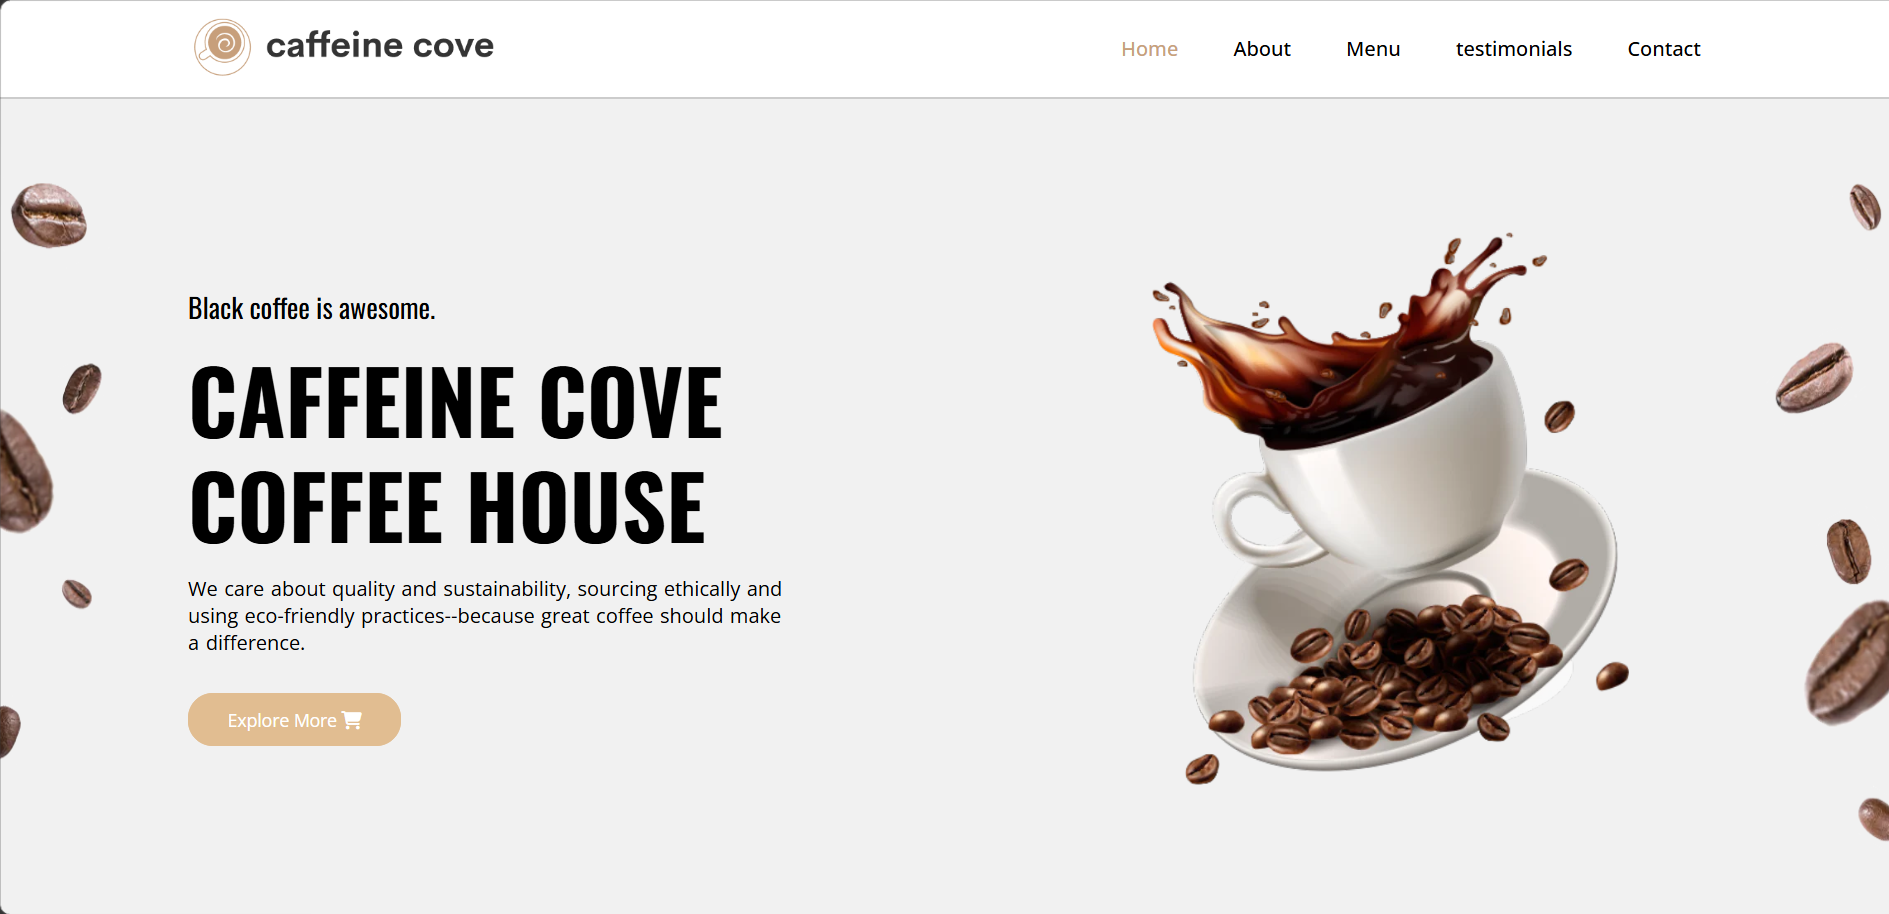 caffeine cove
Home About Menu testimonials Contact
Black coffee is awesome.
CAFFEINE COVE
COFFEE HOUSE
We care about quality and sustainability, sourcing ethically and
using eco-friendly practices--because great coffee should make
a difference.
Explore More